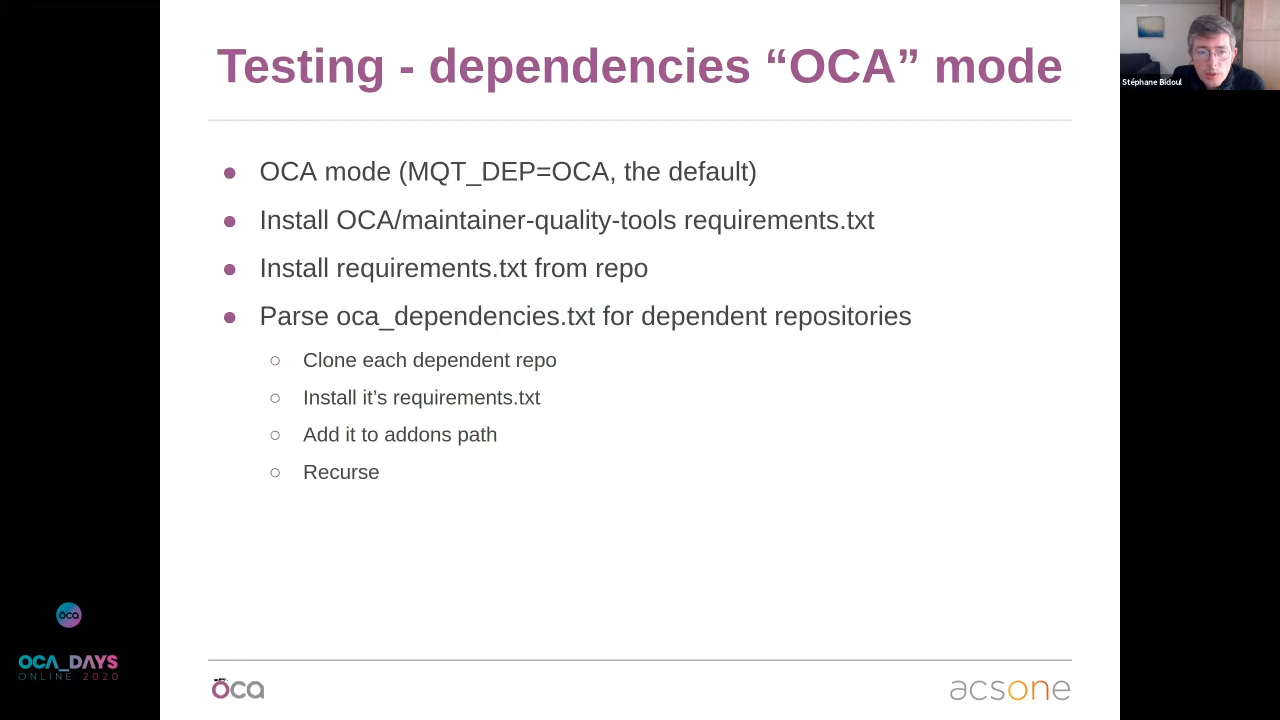 Testing - dependencies “OCA” mode
Stéphane Bidoul
● OCA mode (MQT_DEP=OCA, the default)
● Install OCA/maintainer-quality-tools requirements.txt
● Install requirements.txt from repo
● Parse oca_dependencies.txt for dependent repositories
○ Clone each dependent repo
○ Install it’s requirements.txt
○ Add it to addons path
○ Recurse
oca
OCA_DAYS
ONLINE 2020
oca
acsone